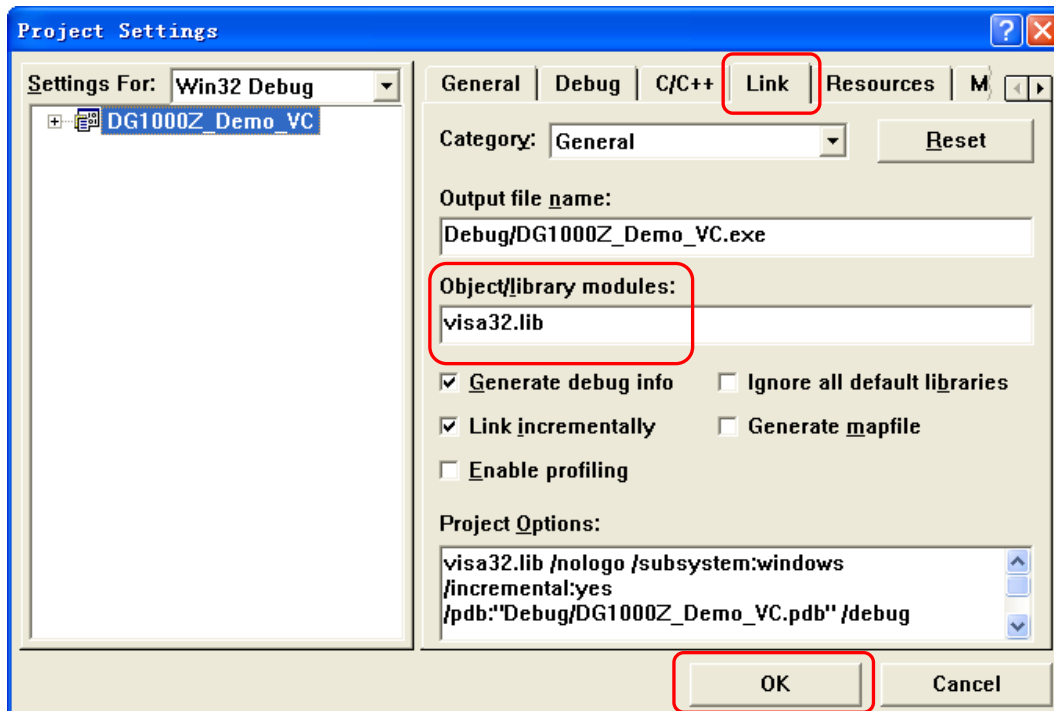 Project Settings
Settings For: Win32 Debug
DG1000Z_Demo_VC
General Debug C/C++ Link Resources M
Category: General Reset
Output file name:
Debug/DG1000Z_Demo_VC.exe
Object/library modules:
visa32.lib
Generate debug info Ignore all default libraries
Link incrementally Generate mapfile
Enable profiling
Project Options:
visa32.lib /nologo /subsystem:windows
/incremental:yes
/pdb:"Debug/DG1000Z_Demo_VC.pdb" /debug
OK Cancel